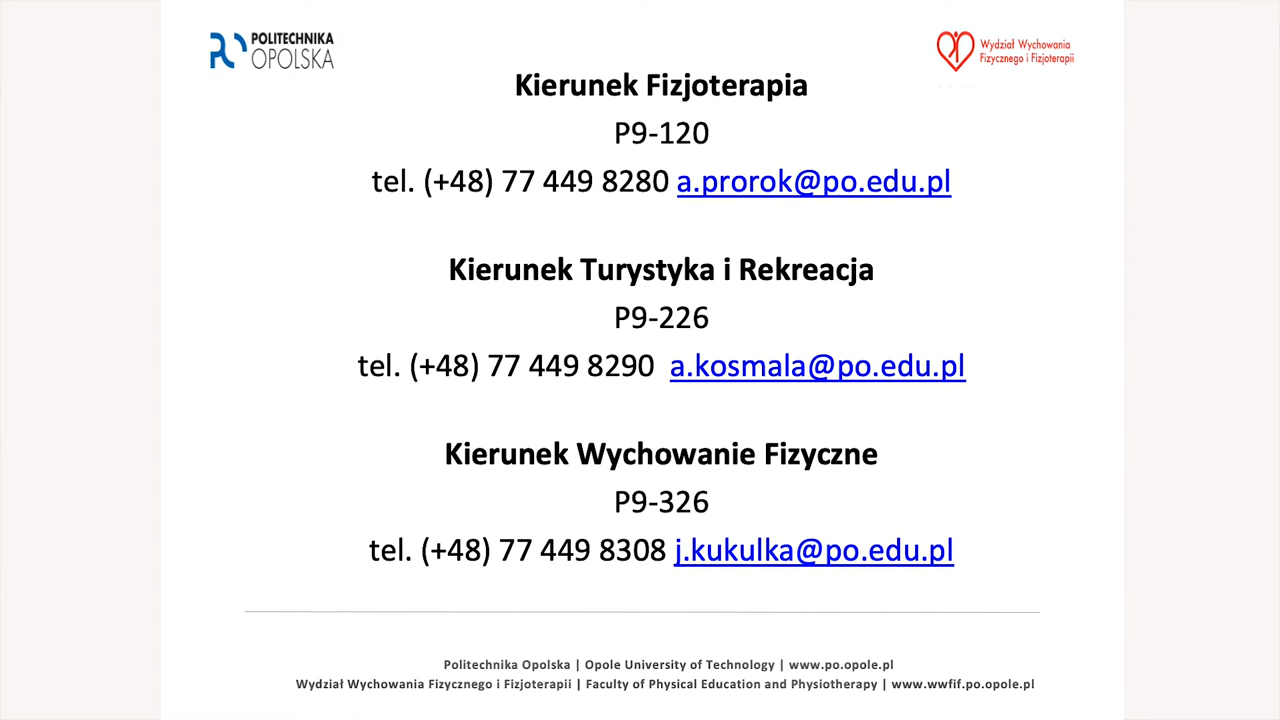 POLITECHNIKA
OPOLSKA
Wydział Wychowania
Fizycznego i Fizjoterapii
Kierunek Fizjoterapia
P9-120
tel. (+48) 77 449 8280 a.prorok@po.edu.pl
Kierunek Turystyka i Rekreacja
P9-226
tel. (+48) 77 449 8290 a.kosmala@po.edu.pl
Kierunek Wychowanie Fizyczne
P9-326
tel. (+48) 77 449 8308 j.kukulka@po.edu.pl
Politechnika Opolska | Opole University of Technology | www.po.opole.pl
Wydział Wychowania Fizycznego i Fizjoterapii | Faculty of Physical Education and Physiotherapy | www.wwfif.po.opole.pl